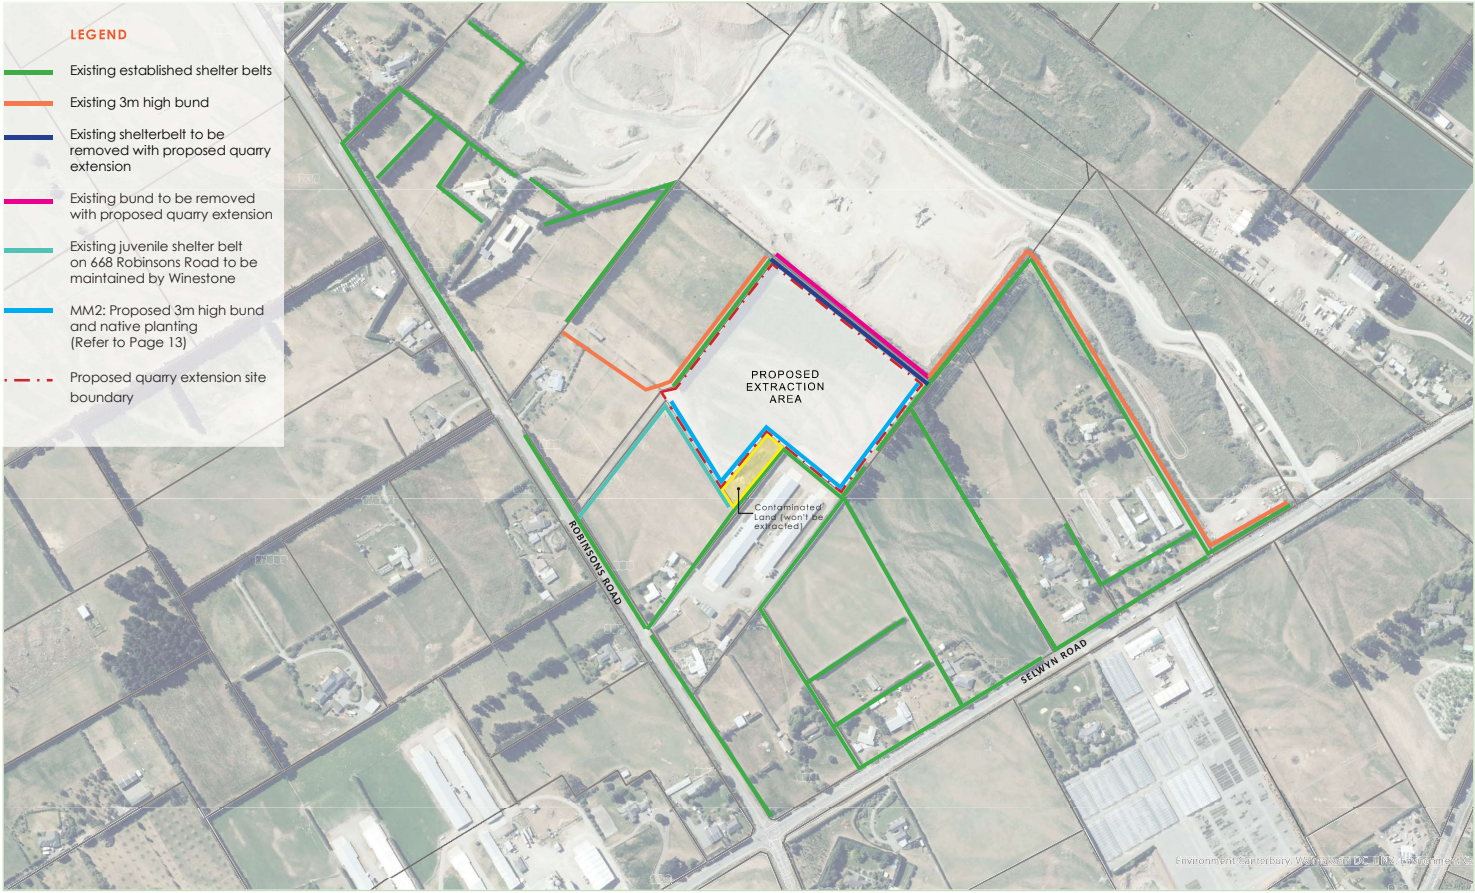 LEGEND
Existing established shelter belts
Existing 3m high bund
Existing shelterbelt to be
removed with proposed quarry
extension
Existing bund to be removed
with proposed quarry extension
Existing juvenile shelter belt
on 668 Robinsons Road to be
maintained by Winestone
MM2: Proposed 3m high bund
and native planting
(Refer to Page 13)
Proposed quarry extension site
boundary
PROPOSED
EXTRACTION
AREA
Contaminated
Land (won't be
extracted)
ROBINSONS ROAD
SELWYN ROAD
Environment Canterbury,